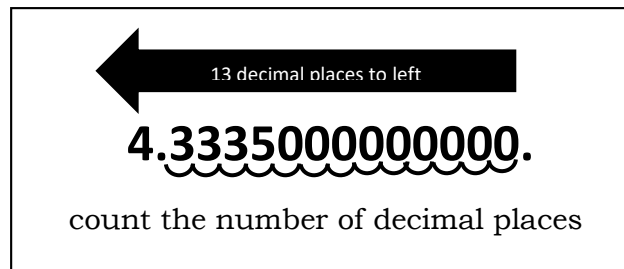 13 decimal places to left
4.3335000000000.
count the number of decimal places